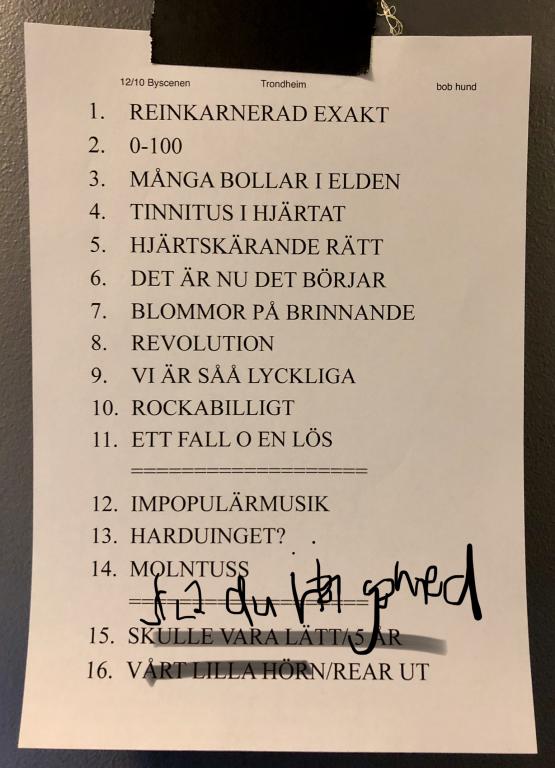 12/10 Byscenen Trondheim bob hund
1. REINKARNERAD EXAKT
2. 0-100
3. MÅNGA BOLLAR I ELDEN
4. TINNITUS I HJÄRTAT
5. HJÄRTSKÄRANDE RÄTT
6. DET ÄR NU DET BÖRJAR
7. BLOMMOR PÅ BRINNANDE
8. REVOLUTION
9. VI ÄR SÅÅ LYCKLIGA
10. ROCKABILLIGT
11. ETT FALL O EN LÖS
===================
12. IMPOPULÄRMUSIK
13. HARDUINGET? .
14. MOLNTUSS
du
===================
15. SKULLE VARA LÄTT/5 ÅR
16. VÅRT LILLA HÖRN/REAR UT